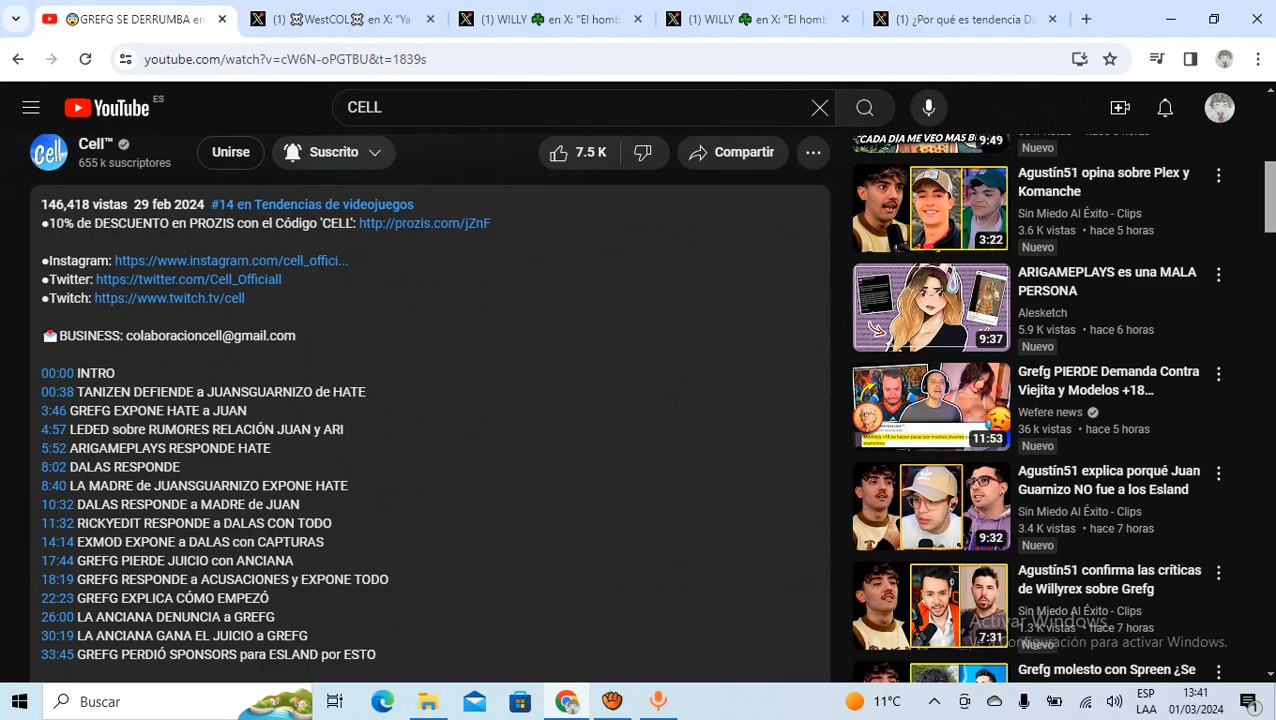 GREFG SE DERRUMBA en
WestCOL en X: "Ya
(1) WILLY 🍀 en X: "El homb
(1) WILLY 🍀 en X: "El homb
(1) ¿Por qué es tendencia Da
youtube.com/watch?v=cW6N-oPGTBU&t=1839s
YouTube ES
CELL
Cell™
655 k suscriptores
Unirse
Suscrito
7.5 K
Compartir
146,418 vistas 29 feb 2024 #14 en Tendencias de videojuegos
●10% de DESCUENTO en PROZIS con el Código 'CELL': http://prozis.com/jZnF
●Instagram: https://www.instagram.com/cell_offici...
●Twitter: https://twitter.com/Cell_Officiall
●Twitch: https://www.twitch.tv/cell
📩BUSINESS: colaboracioncell@gmail.com
00:00 INTRO
00:38 TANIZEN DEFIENDE a JUANSGUARNIZO de HATE
3:46 GREFG EXPONE HATE a JUAN
4:57 LEDED sobre RUMORES RELACIÓN JUAN y ARI
5:52 ARIGAMEPLAYS RESPONDE HATE
8:02 DALAS RESPONDE
8:40 LA MADRE de JUANSGUARNIZO EXPONE HATE
10:32 DALAS RESPONDE a MADRE de JUAN
11:32 RICKYEDIT RESPONDE a DALAS CON TODO
14:14 EXMOD EXPONE a DALAS con CAPTURAS
17:44 GREFG PIERDE JUICIO con ANCIANA
18:19 GREFG RESPONDE a ACUSACIONES y EXPONE TODO
22:23 GREFG EXPLICA CÓMO EMPEZÓ
26:00 LA ANCIANA DENUNCIA a GREFG
30:19 LA ANCIANA GANA EL JUICIO a GREFG
33:45 GREFG PERDIÓ SPONSORS para ESLAND por ESTO
CADA DIA ME VEO MAS
9:49
Nuevo
Agustín51 opina sobre Plex y
Komanche
Sin Miedo Al Éxito - Clips
3.6 K vistas • hace 5 horas
Nuevo
3:22
ARIGAMEPLAYS es una MALA
PERSONA
Alesketch
5.9 K vistas • hace 6 horas
Nuevo
9:37
Grefg PIERDE Demanda Contra
Viejita y Modelos +18...
Wefere news
36 k vistas • hace 5 horas
Nuevo
11:53
Agustín51 explica porqué Juan
Guarnizo NO fue a los Esland
Sin Miedo Al Éxito - Clips
3.4 K vistas • hace 7 horas
Nuevo
9:32
Agustín51 confirma las críticas
de Willyrex sobre Grefg
Sin Miedo Al Éxito - Clips
K vistas • hace 7 horas
Nuevo
7:31
Activar Windows
Ve a Configuración para activar Windows.
Grefg molesto con Spreen ¿Se
Buscar
11°C
ESP
LAA
13:41
01/03/2024
1